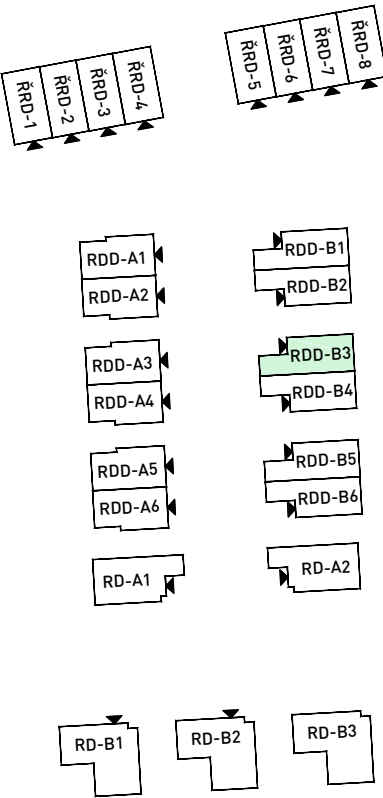 ŘRD-1
ŘRD-2
ŘRD-3
ŘRD-4
ŘRD-5
ŘRD-6
ŘRD-7
ŘRD-8
RDD-A1
RDD-A2
RDD-B1
RDD-B2
RDD-A3
RDD-A4
RDD-B3
RDD-B4
RDD-A5
RDD-A6
RDD-B5
RDD-B6
RD-A1
RD-A2
RD-B1
RD-B2
RD-B3